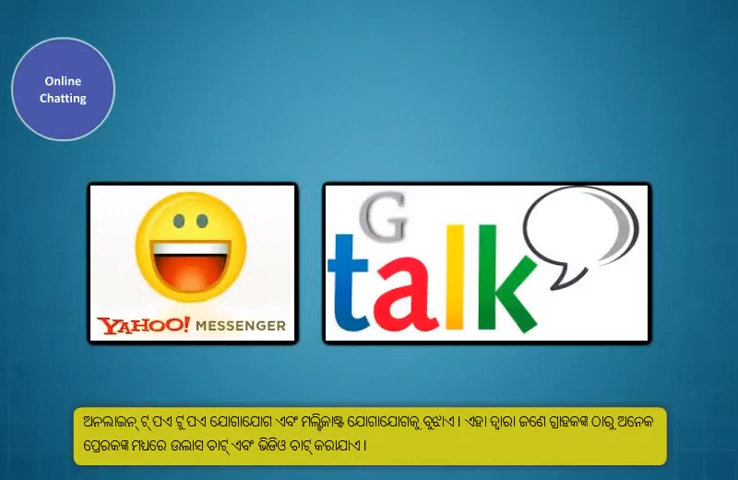 Online
Chatting
YAHOO! MESSENGER
G
talk
ଅନଲାଇନ୍ ଟ୍ ପଏ ଟୁ ପଏ ଯୋଗାଯୋଗ ଏବଂ ମଲ୍ଟିକାଷ୍ଟ ଯୋଗାଯୋଗକୁ ବୁଝାଏ । ଏହା ଦ୍ୱାରା ଜଣେ ଗ୍ରାହକଙ୍କ ଠାରୁ ଅନେକ
ପ୍ରେରକଙ୍କ ମଧ୍ୟରେ ଉଲାସ ଚାଟ୍ ଏବଂ ଭିଡିଓ ଚାଟ୍ କରାଯାଏ ।